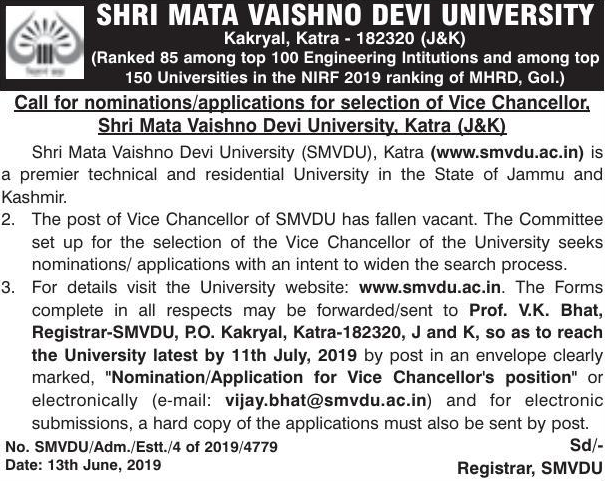 SHRI MATA VAISHNO DEVI UNIVERSITY
Kakryal, Katra - 182320 (J&K)
(Ranked 85 among top 100 Engineering Intitutions and among top
150 Universities in the NIRF 2019 ranking of MHRD, GoI.)
Call for nominations/applications for selection of Vice Chancellor,
Shri Mata Vaishno Devi University, Katra (J&K)
Shri Mata Vaishno Devi University (SMVDU), Katra (www.smvdu.ac.in) is
a premier technical and residential University in the State of Jammu and
Kashmir.
2. The post of Vice Chancellor of SMVDU has fallen vacant. The Committee
set up for the selection of the Vice Chancellor of the University seeks
nominations/ applications with an intent to widen the search process.
3. For details visit the University website: www.smvdu.ac.in. The Forms
complete in all respects may be forwarded/sent to Prof. V.K. Bhat,
Registrar-SMVDU, P.O. Kakryal, Katra-182320, J and K, so as to reach
the University latest by 11th July, 2019 by post in an envelope clearly
marked, "Nomination/Application for Vice Chancellor's position" or
electronically (e-mail: vijay.bhat@smvdu.ac.in) and for electronic
submissions, a hard copy of the applications must also be sent by post.
No. SMVDU/Adm./Estt./4 of 2019/4779
Sd/-
Date: 13th June, 2019
Registrar, SMVDU